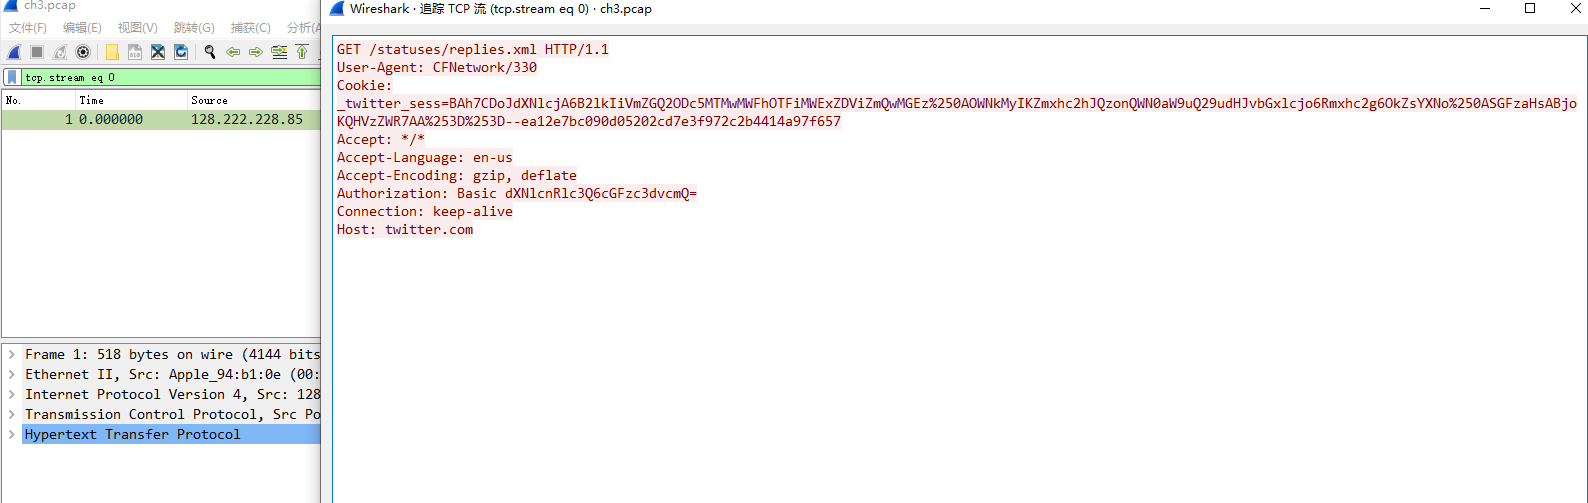 ch3.pcap
文件(F) 编辑(E) 视图(V) 跳转(G) 捕获(C) 分析(A
tcp.stream eq 0
No. Time Source
1 0.000000 128.222.228.85
Frame 1: 518 bytes on wire (4144 bits
Ethernet II, Src: Apple_94:b1:0e (00:
Internet Protocol Version 4, Src: 128
Transmission Control Protocol, Src Po
Hypertext Transfer Protocol
Wireshark · 追踪 TCP 流 (tcp.stream eq 0) · ch3.pcap
GET /statuses/replies.xml HTTP/1.1
User-Agent: CFNetwork/330
Cookie:
_twitter_sess=BAh7CDoJdXNlcjA6B2lkIiVmZGQ2ODc5MTMwMWFhOTFiMWExZDViZmQwMGEz%250AOWNkMyIKZmxhc2hJQzonQWN0aW9uQ29udHJvbGxlcjo6Rmxhc2g6OkZsYXNo%250ASGFzaHsABjo
KQHVzZWR7AA%253D%253D--ea12e7bc090d05202cd7e3f972c2b4414a97f657
Accept: */*
Accept-Language: en-us
Accept-Encoding: gzip, deflate
Authorization: Basic dXNlcnRlc3Q6cGFzc3dvcmQ=
Connection: keep-alive
Host: twitter.com